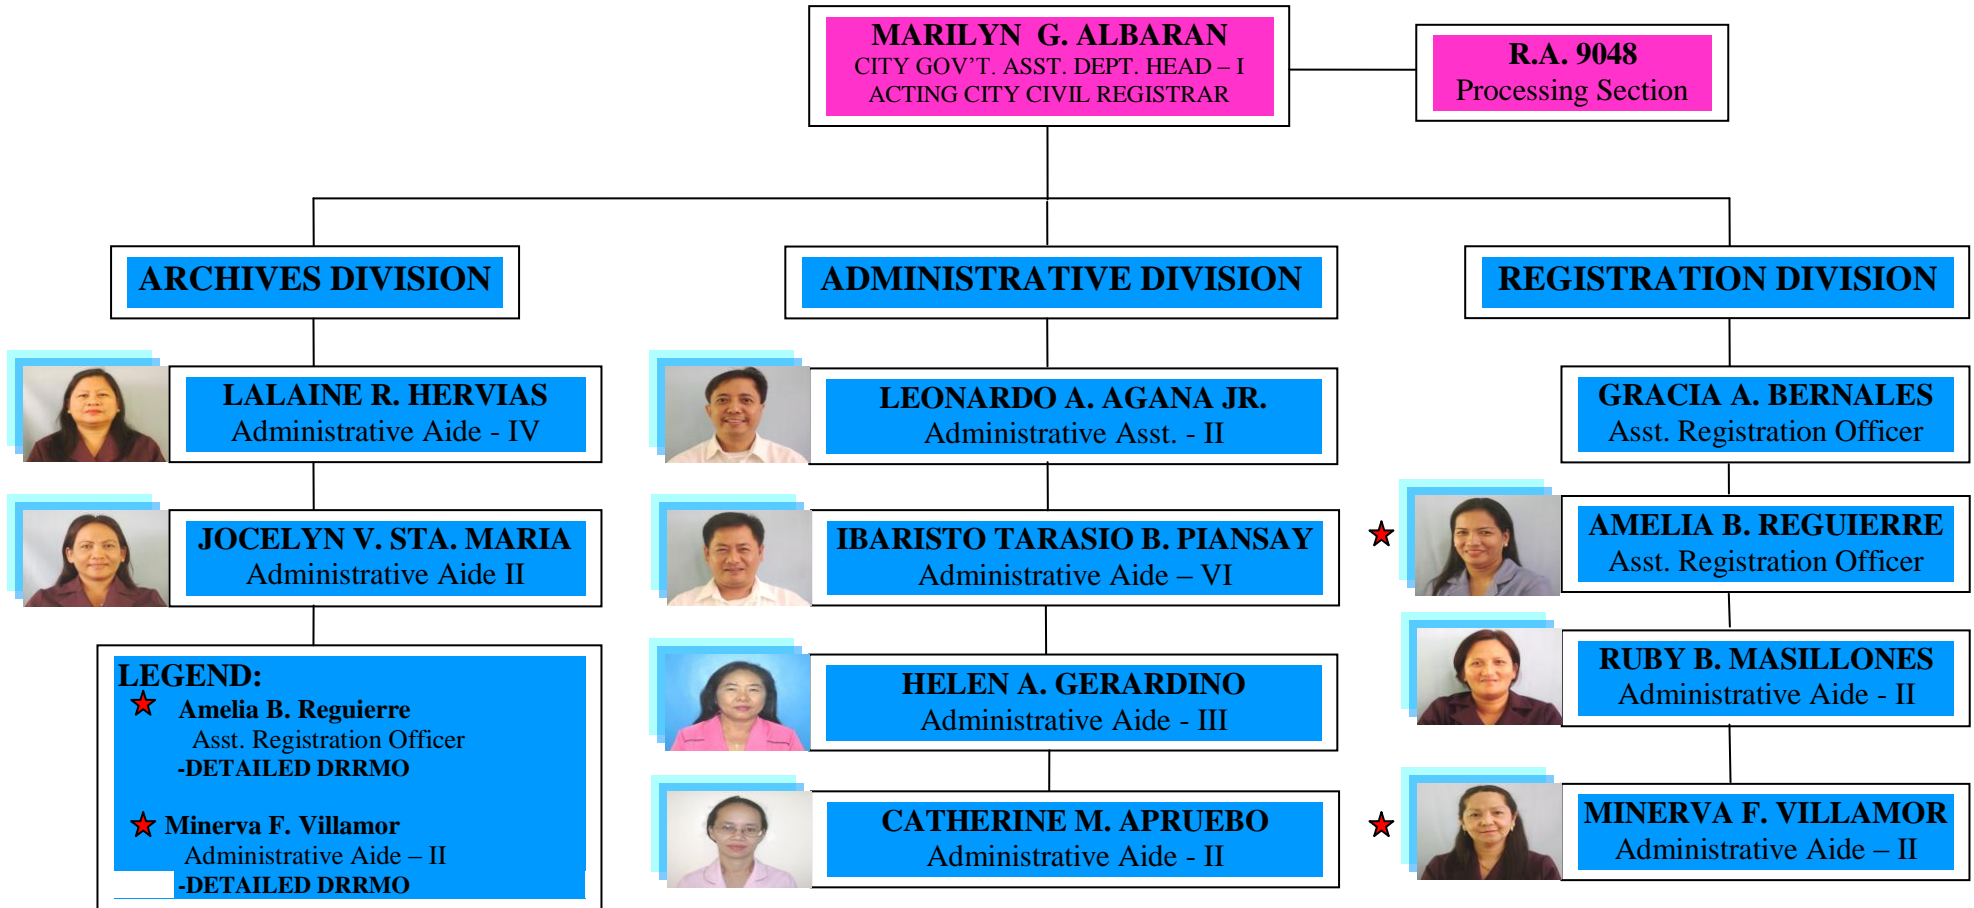 MARILYN G. ALBARAN
CITY GOV'T. ASST. DEPT. HEAD – I
ACTING CITY CIVIL REGISTRAR
R.A. 9048
Processing Section
ARCHIVES DIVISION
LALAINE R. HERVIAS
Administrative Aide - IV
JOCELYN V. STA. MARIA
Administrative Aide II
LEGEND:
Amelia B. Reguierre
Asst. Registration Officer
-DETAILED DRRMO
Minerva F. Villamor
Administrative Aide – II
-DETAILED DRRMO
ADMINISTRATIVE DIVISION
LEONARDO A. AGANA JR.
Administrative Asst. - II
IBARISTO TARASIO B. PIANSAY
Administrative Aide – VI
HELEN A. GERARDINO
Administrative Aide - III
CATHERINE M. APRUEBO
Administrative Aide - II
REGISTRATION DIVISION
GRACIA A. BERNALES
Asst. Registration Officer
AMELIA B. REGUIERRE
Asst. Registration Officer
RUBY B. MASILLONES
Administrative Aide - II
MINERVA F. VILLAMOR
Administrative Aide – II